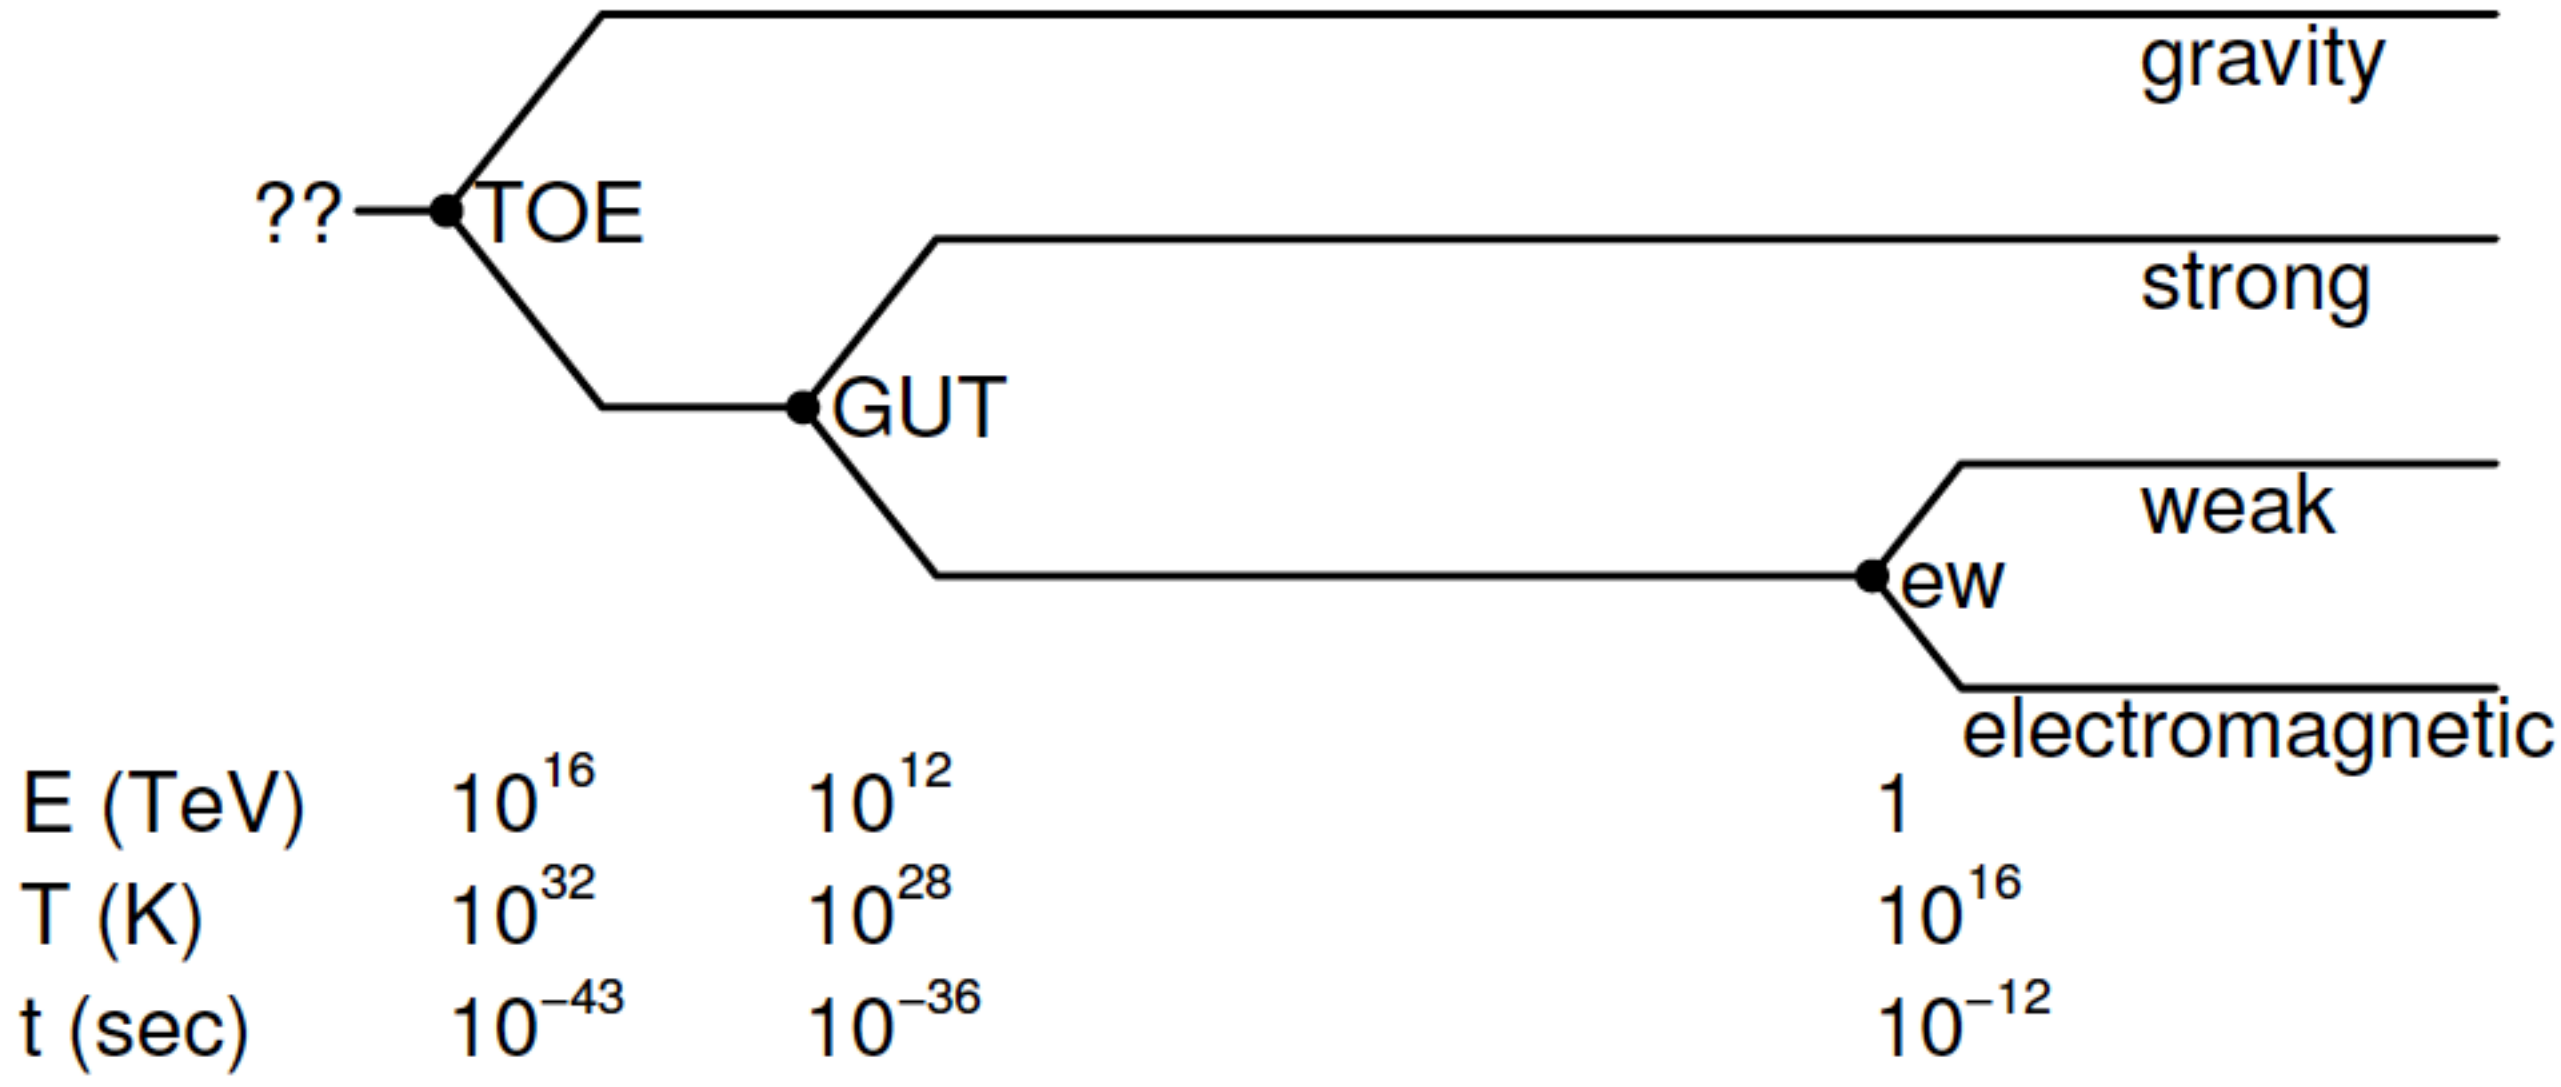 gravity
?? TOE
strong
GUT
weak
ew
electromagnetic
E (TeV) 10^16 10^12 1
T (K) 10^32 10^28 10^16
t (sec) 10^−43 10^−36 10^−12